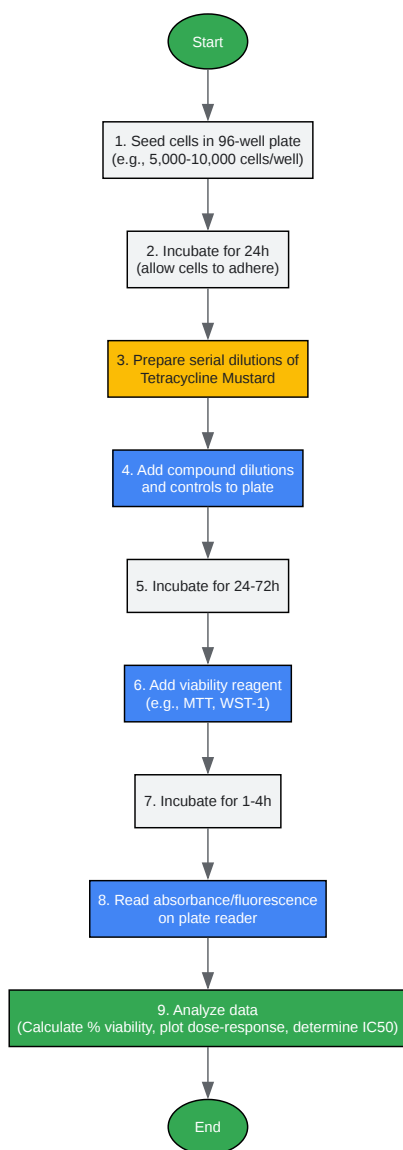 Start
1. Seed cells in 96-well plate
(e.g., 5,000-10,000 cells/well)
2. Incubate for 24h
(allow cells to adhere)
3. Prepare serial dilutions of
Tetracycline Mustard
4. Add compound dilutions
and controls to plate
5. Incubate for 24-72h
6. Add viability reagent
(e.g., MTT, WST-1)
7. Incubate for 1-4h
8. Read absorbance/fluorescence
on plate reader
9. Analyze data
(Calculate % viability, plot dose-response, determine IC50)
End